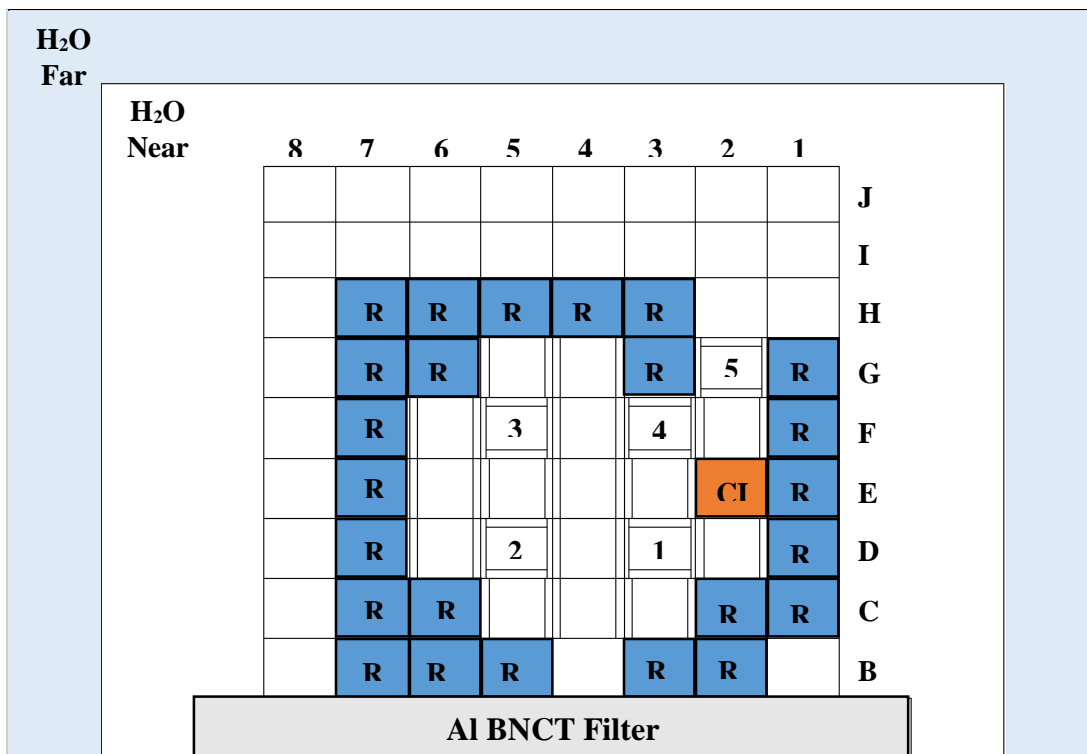 H₂O
Far
H₂O
Near
8 7 6 5 4 3 2 1
J
I
R R R R R H
R R R 5 R G
R 3 4 R F
R CI R E
R 2 1 R D
R R R R C
R R R R R B
Al BNCT Filter